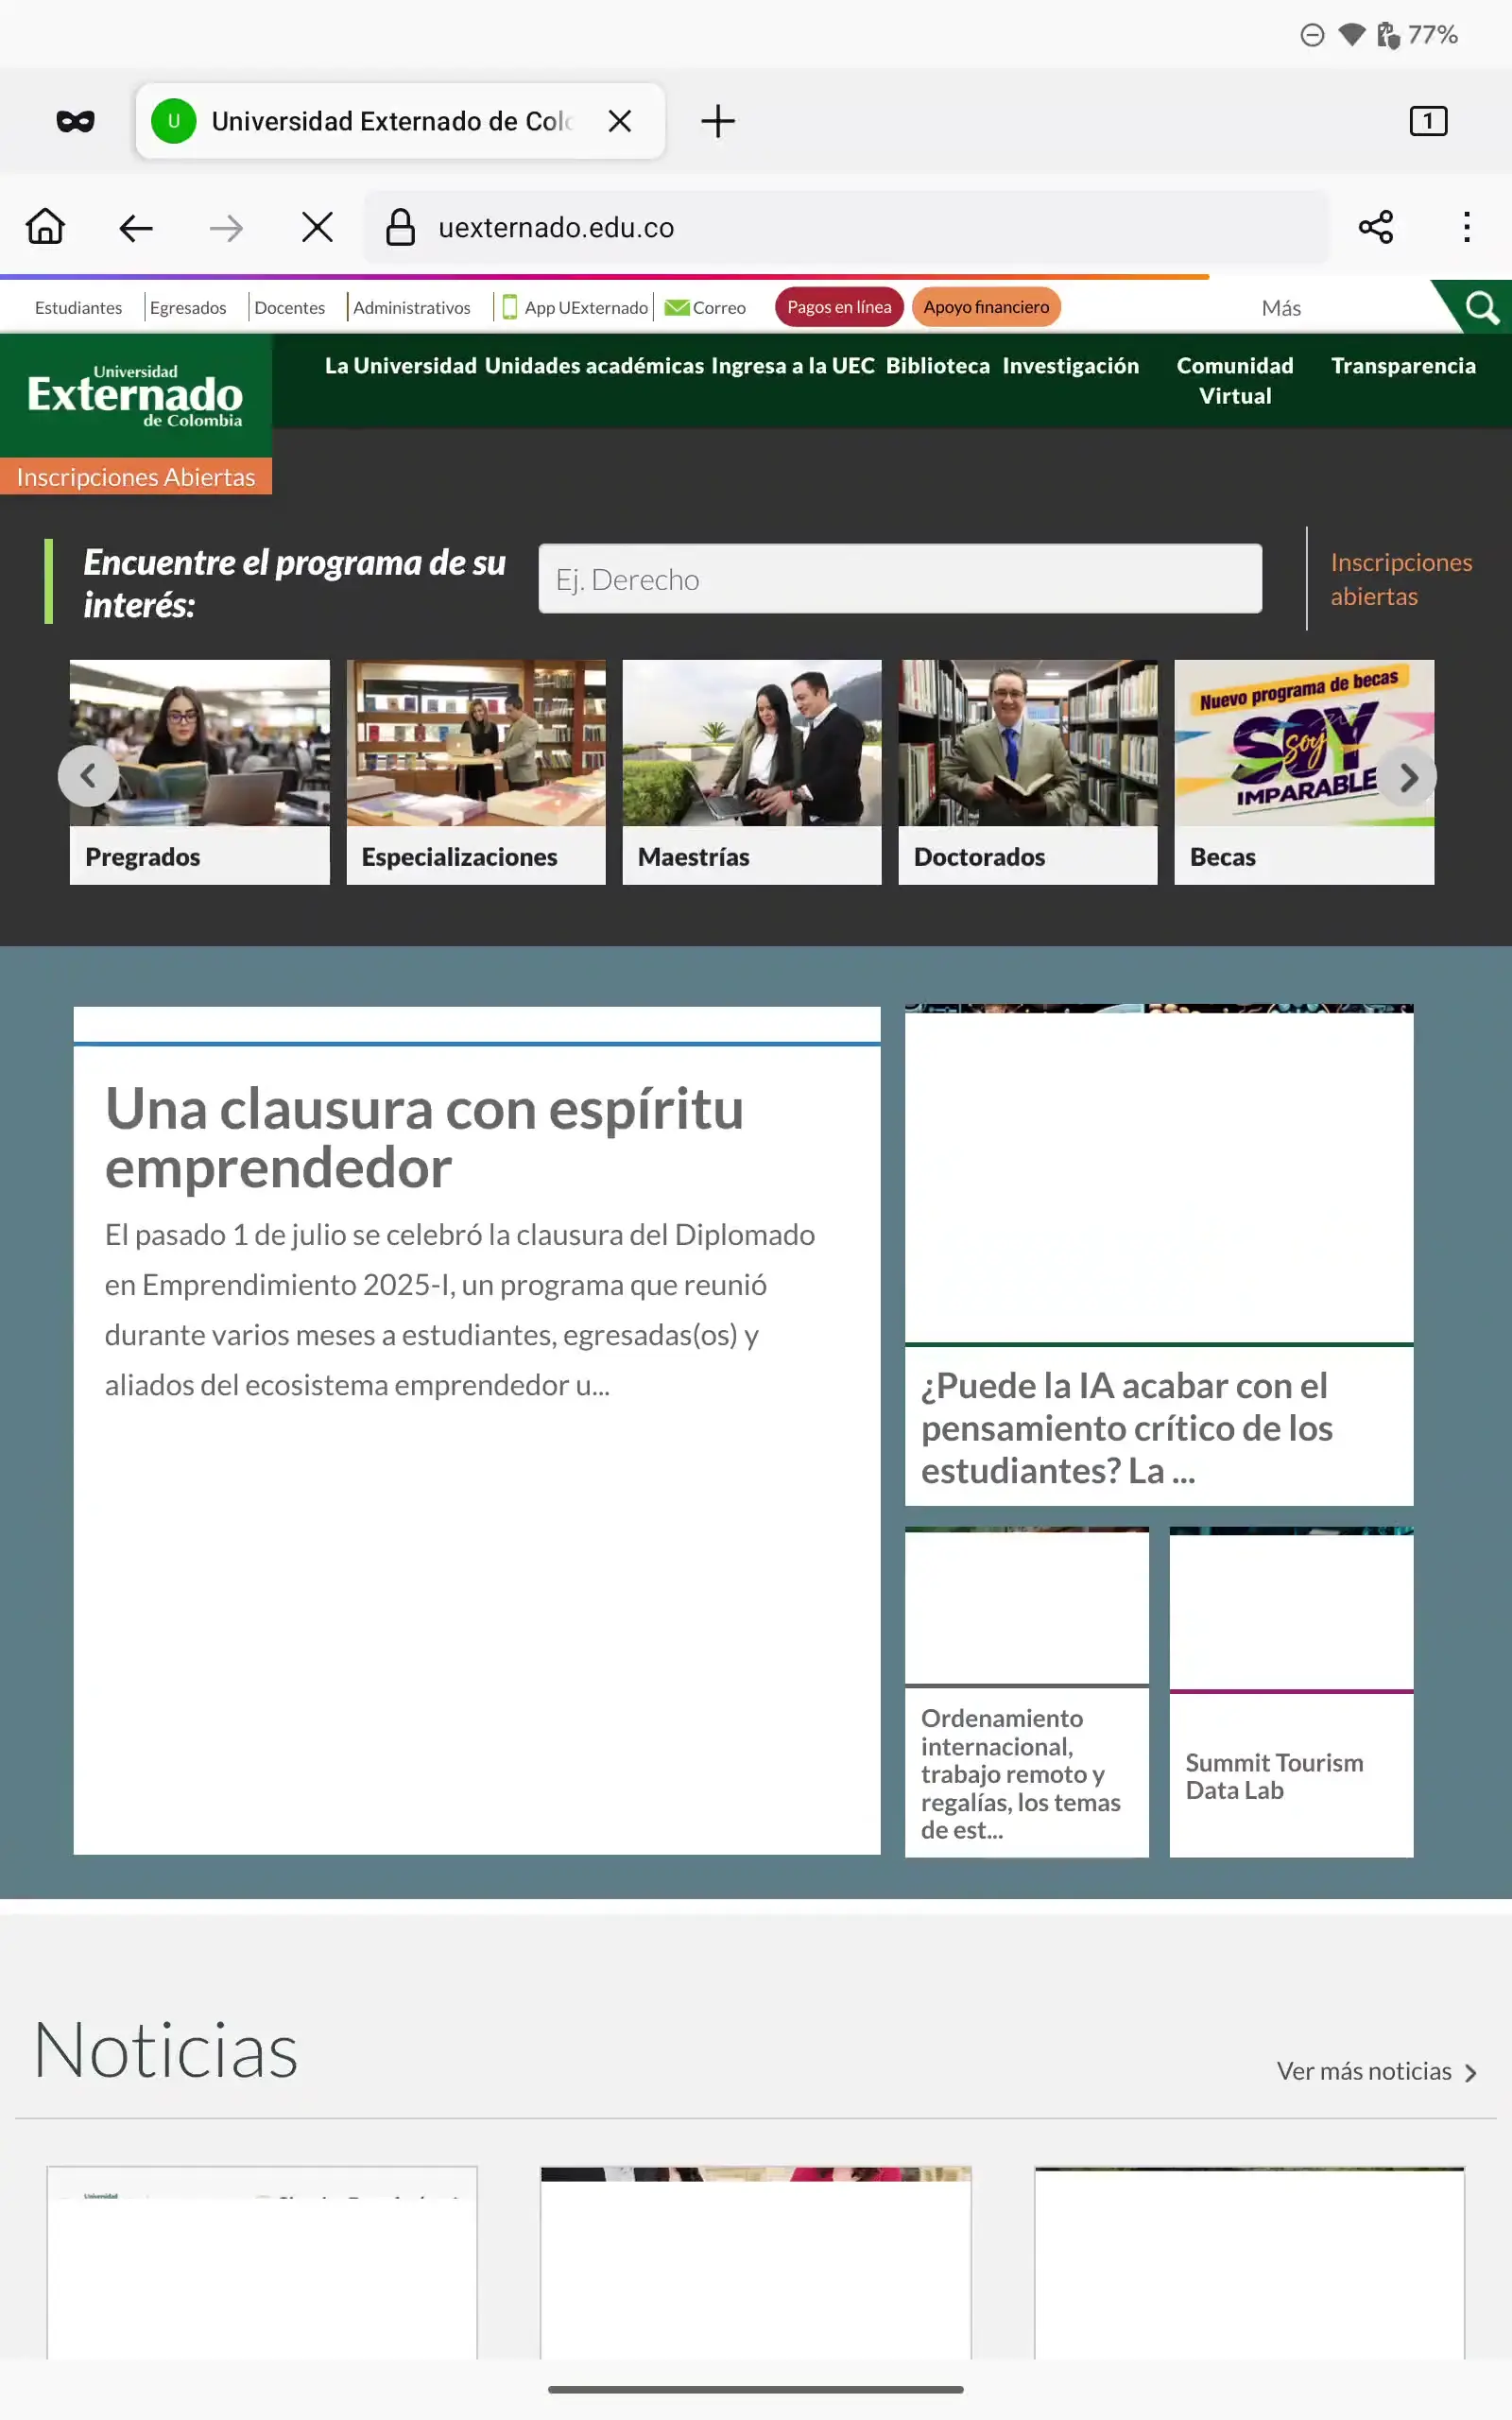 77%
U Universidad Externado de Col
1
uexternado.edu.co
Estudiantes Egresados Docentes Administrativos App UExternado Correo Pagos en línea Apoyo financiero Más
La Universidad Unidades académicas Ingresa a la UEC Biblioteca Investigación Comunidad Virtual Transparencia
Universidad
Externado
de Colombia
Inscripciones Abiertas
Encuentre el programa de su
interés:
Ej. Derecho
Inscripciones
abiertas
Nuevo programa de becas
SOY
soy
IMPARABLE
Pregrados
Especializaciones
Maestrías
Doctorados
Becas
Una clausura con espíritu
emprendedor
El pasado 1 de julio se celebró la clausura del Diplomado
en Emprendimiento 2025-I, un programa que reunió
durante varios meses a estudiantes, egresadas(os) y
aliados del ecosistema emprendedor u...
¿Puede la IA acabar con el
pensamiento crítico de los
estudiantes? La ...
Ordenamiento
internacional,
trabajo remoto y
regalías, los temas
de est...
Summit Tourism
Data Lab
Noticias
Ver más noticias
Universidad